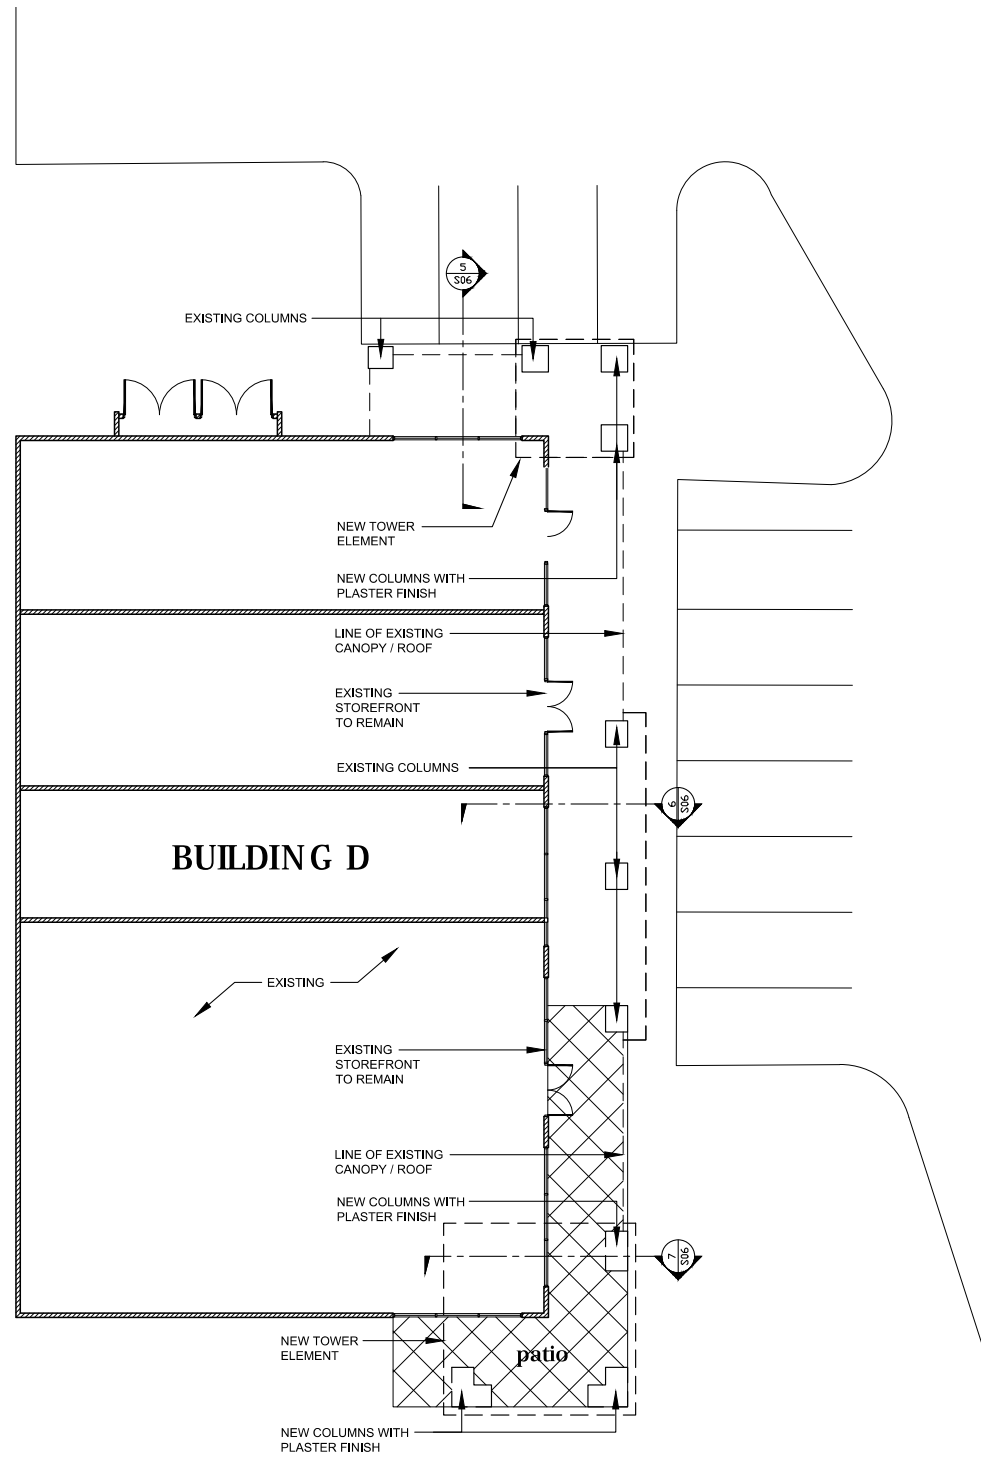 5
S06
EXISTING COLUMNS
NEW TOWER
ELEMENT
NEW COLUMNS WITH
PLASTER FINISH
LINE OF EXISTING
CANOPY / ROOF
EXISTING
STOREFRONT
TO REMAIN
EXISTING COLUMNS
6
S06
BUILDING D
EXISTING
EXISTING
STOREFRONT
TO REMAIN
LINE OF EXISTING
CANOPY / ROOF
NEW COLUMNS WITH
PLASTER FINISH
7
S06
NEW TOWER
ELEMENT
patio
NEW COLUMNS WITH
PLASTER FINISH